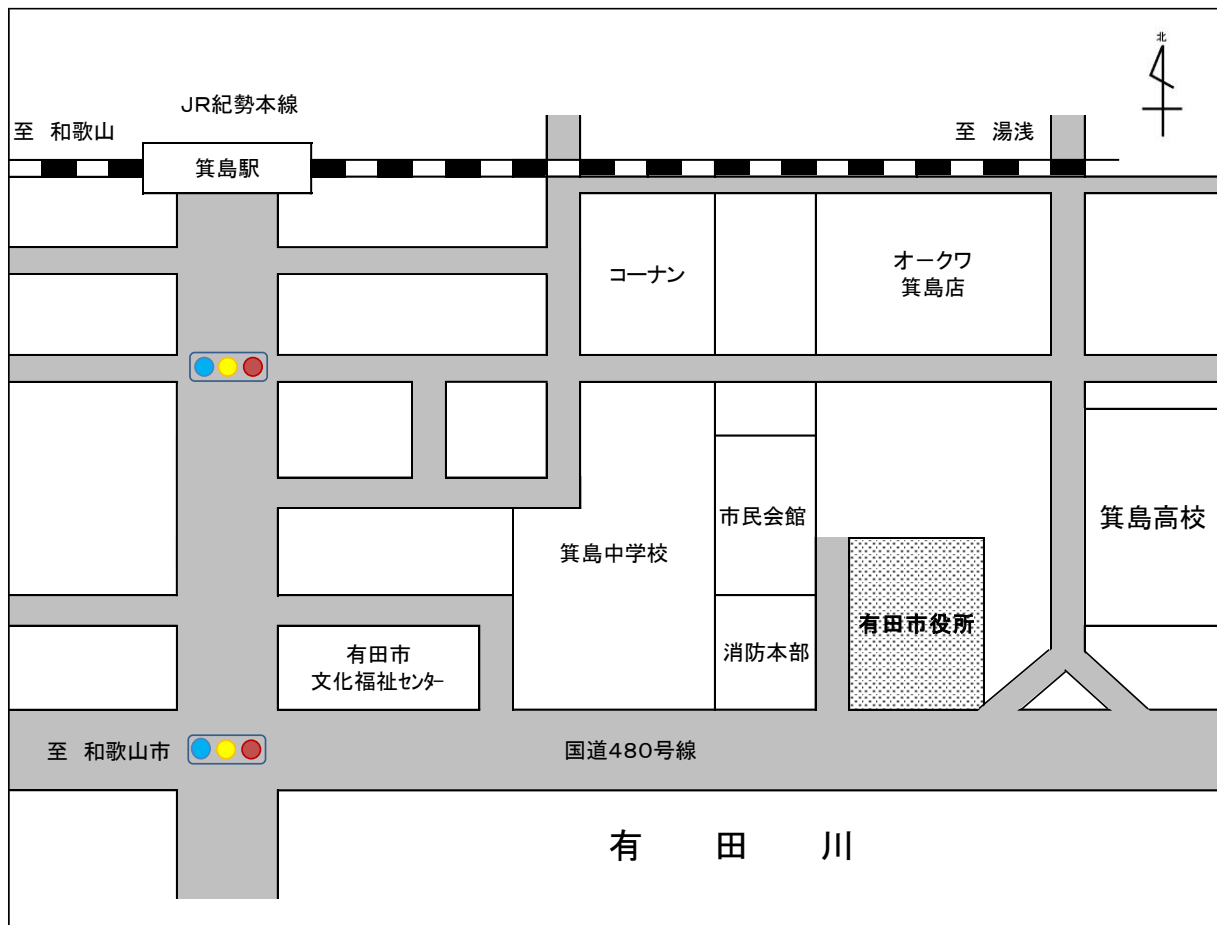 北
JR紀勢本線
至 和歌山
至 湯浅
箕島駅
コーナン
オークワ
箕島店
市民会館
箕島高校
箕島中学校
有田市役所
有田市
文化福祉センター
消防本部
至 和歌山市
国道480号線
有 田 川